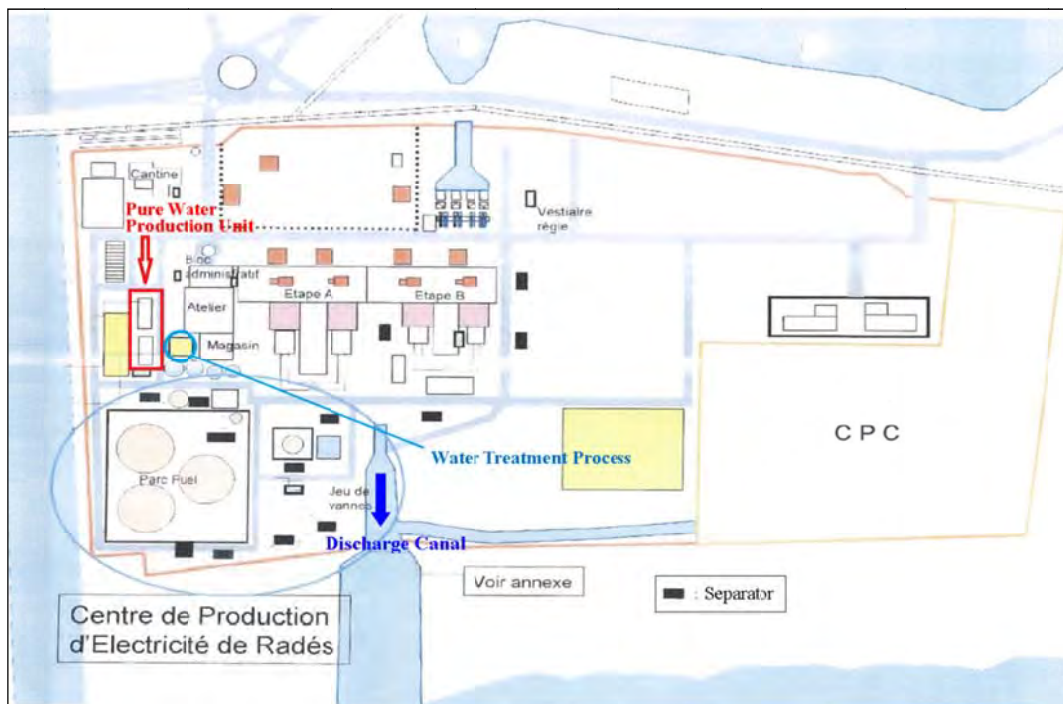 Cantine
Pure Water
Production Unit
Vestiaire
régie
Bloc
administratif
Etape A
Etape B
Atelier
Magasin
C P C
Water Treatment Process
Parc Fuel
Jeu de
vannes
Discharge Canal
Voir annexe
: Separator
Centre de Production
d'Electricité de Radés